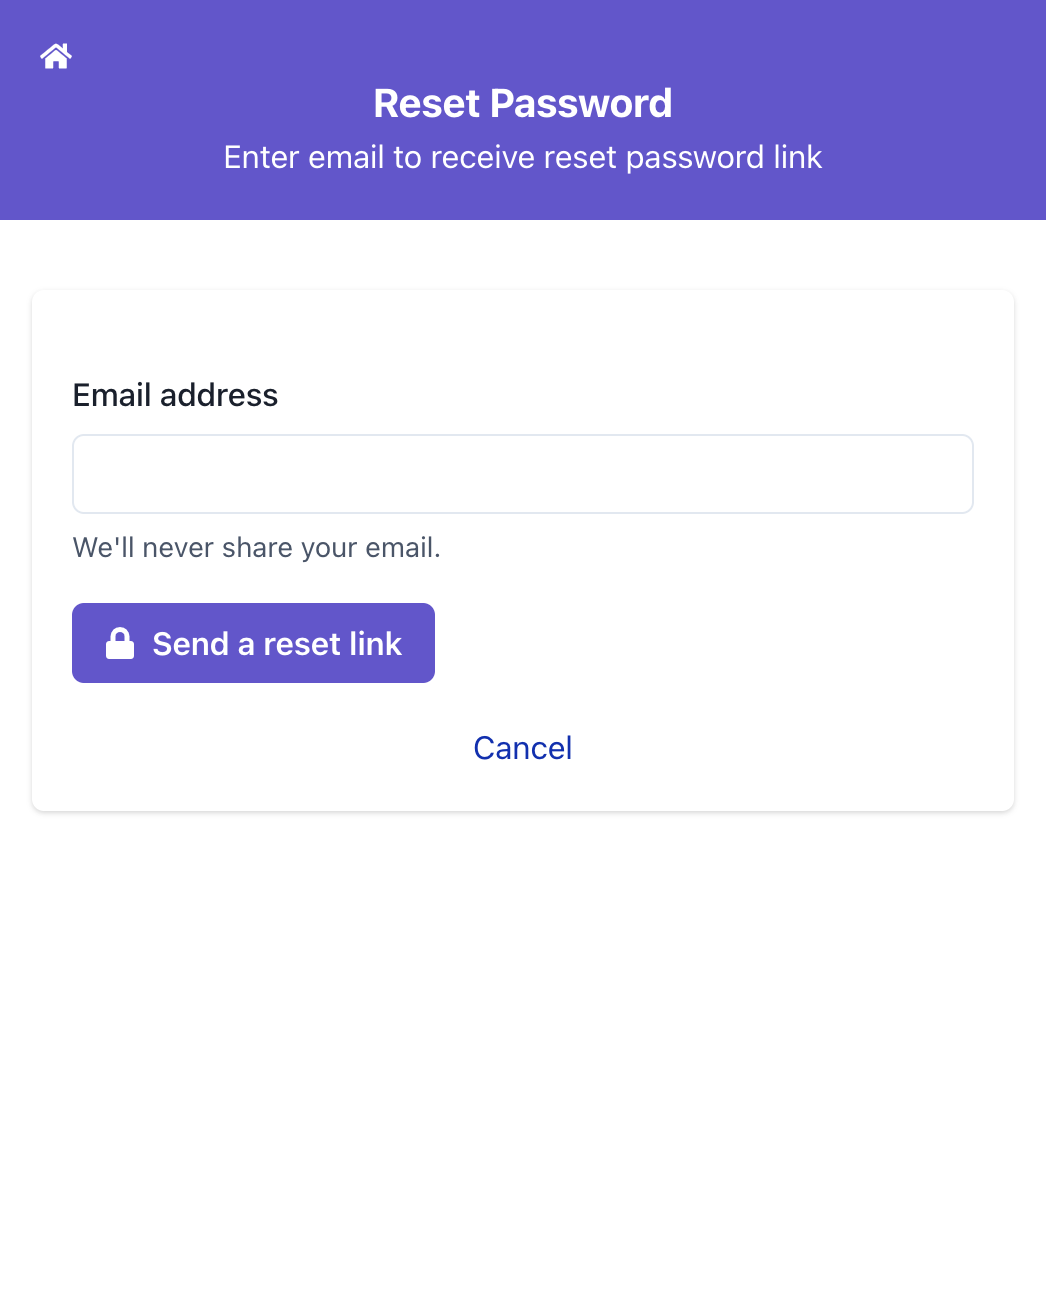 Reset Password
Enter email to receive reset password link
Email address
We'll never share your email.
Send a reset link
Cancel